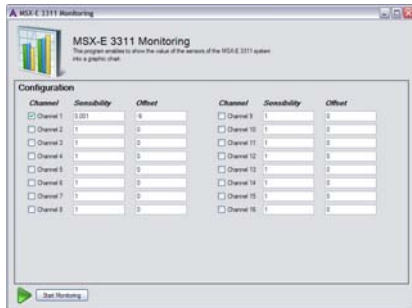 MSX-E 3311 Monitoring
MSX-E 3311 Monitoring
This program enables to show the value of the sensors of the MSX-E 3311 system
into a graphic chart.
Configuration
Channel Sensibility Offset Channel Sensibility Offset
Channel 1 0.001 Channel 9 1 0
Channel 2 1 0 Channel 10 1 0
Channel 3 1 0 Channel 11 1 0
Channel 4 1 0 Channel 12 1 0
Channel 5 1 0 Channel 13 1 0
Channel 6 1 0 Channel 14 1 0
Channel 7 1 0 Channel 15 1 0
Channel 8 1 0 Channel 16 1 0
Start Monitoring